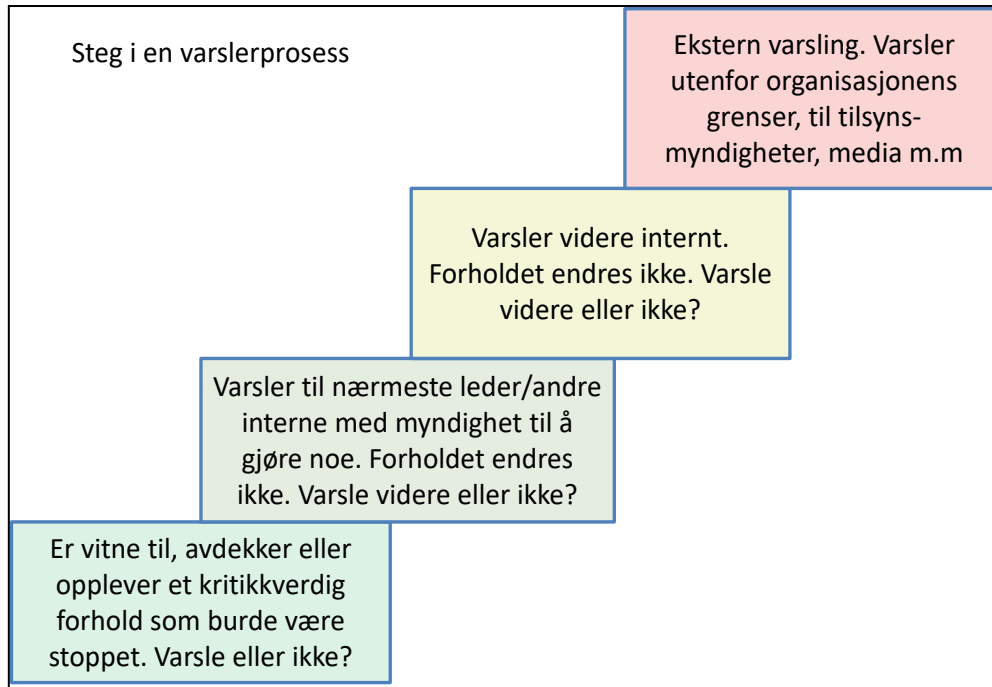 Steg i en varslerprosess
Ekstern varsling. Varsler
utenfor organisasjonens
grenser, til tilsyns-
myndigheter, media m.m
Varsler videre internt.
Forholdet endres ikke. Varsle
videre eller ikke?
Varsler til nærmeste leder/andre
interne med myndighet til å
gjøre noe. Forholdet endres
ikke. Varsle videre eller ikke?
Er vitne til, avdekker eller
opplever et kritikkverdig
forhold som burde være
stoppet. Varsle eller ikke?